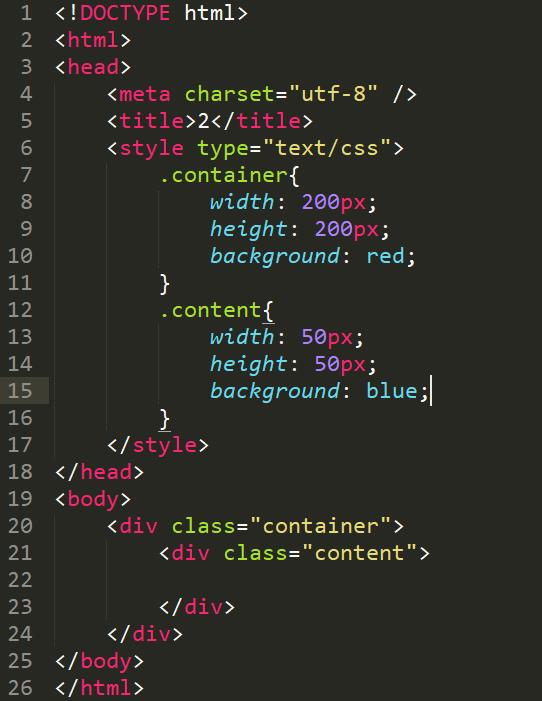 1 <!DOCTYPE html>
2 <html>
3 <head>
4     <meta charset="utf-8" />
5     <title>2</title>
6     <style type="text/css">
7         .container{
8             width: 200px;
9             height: 200px;
10             background: red;
11         }
12         .content{
13             width: 50px;
14             height: 50px;
15             background: blue;
16         }
17     </style>
18 </head>
19 <body>
20     <div class="container">
21         <div class="content">
22
23         </div>
24     </div>
25 </body>
26 </html>